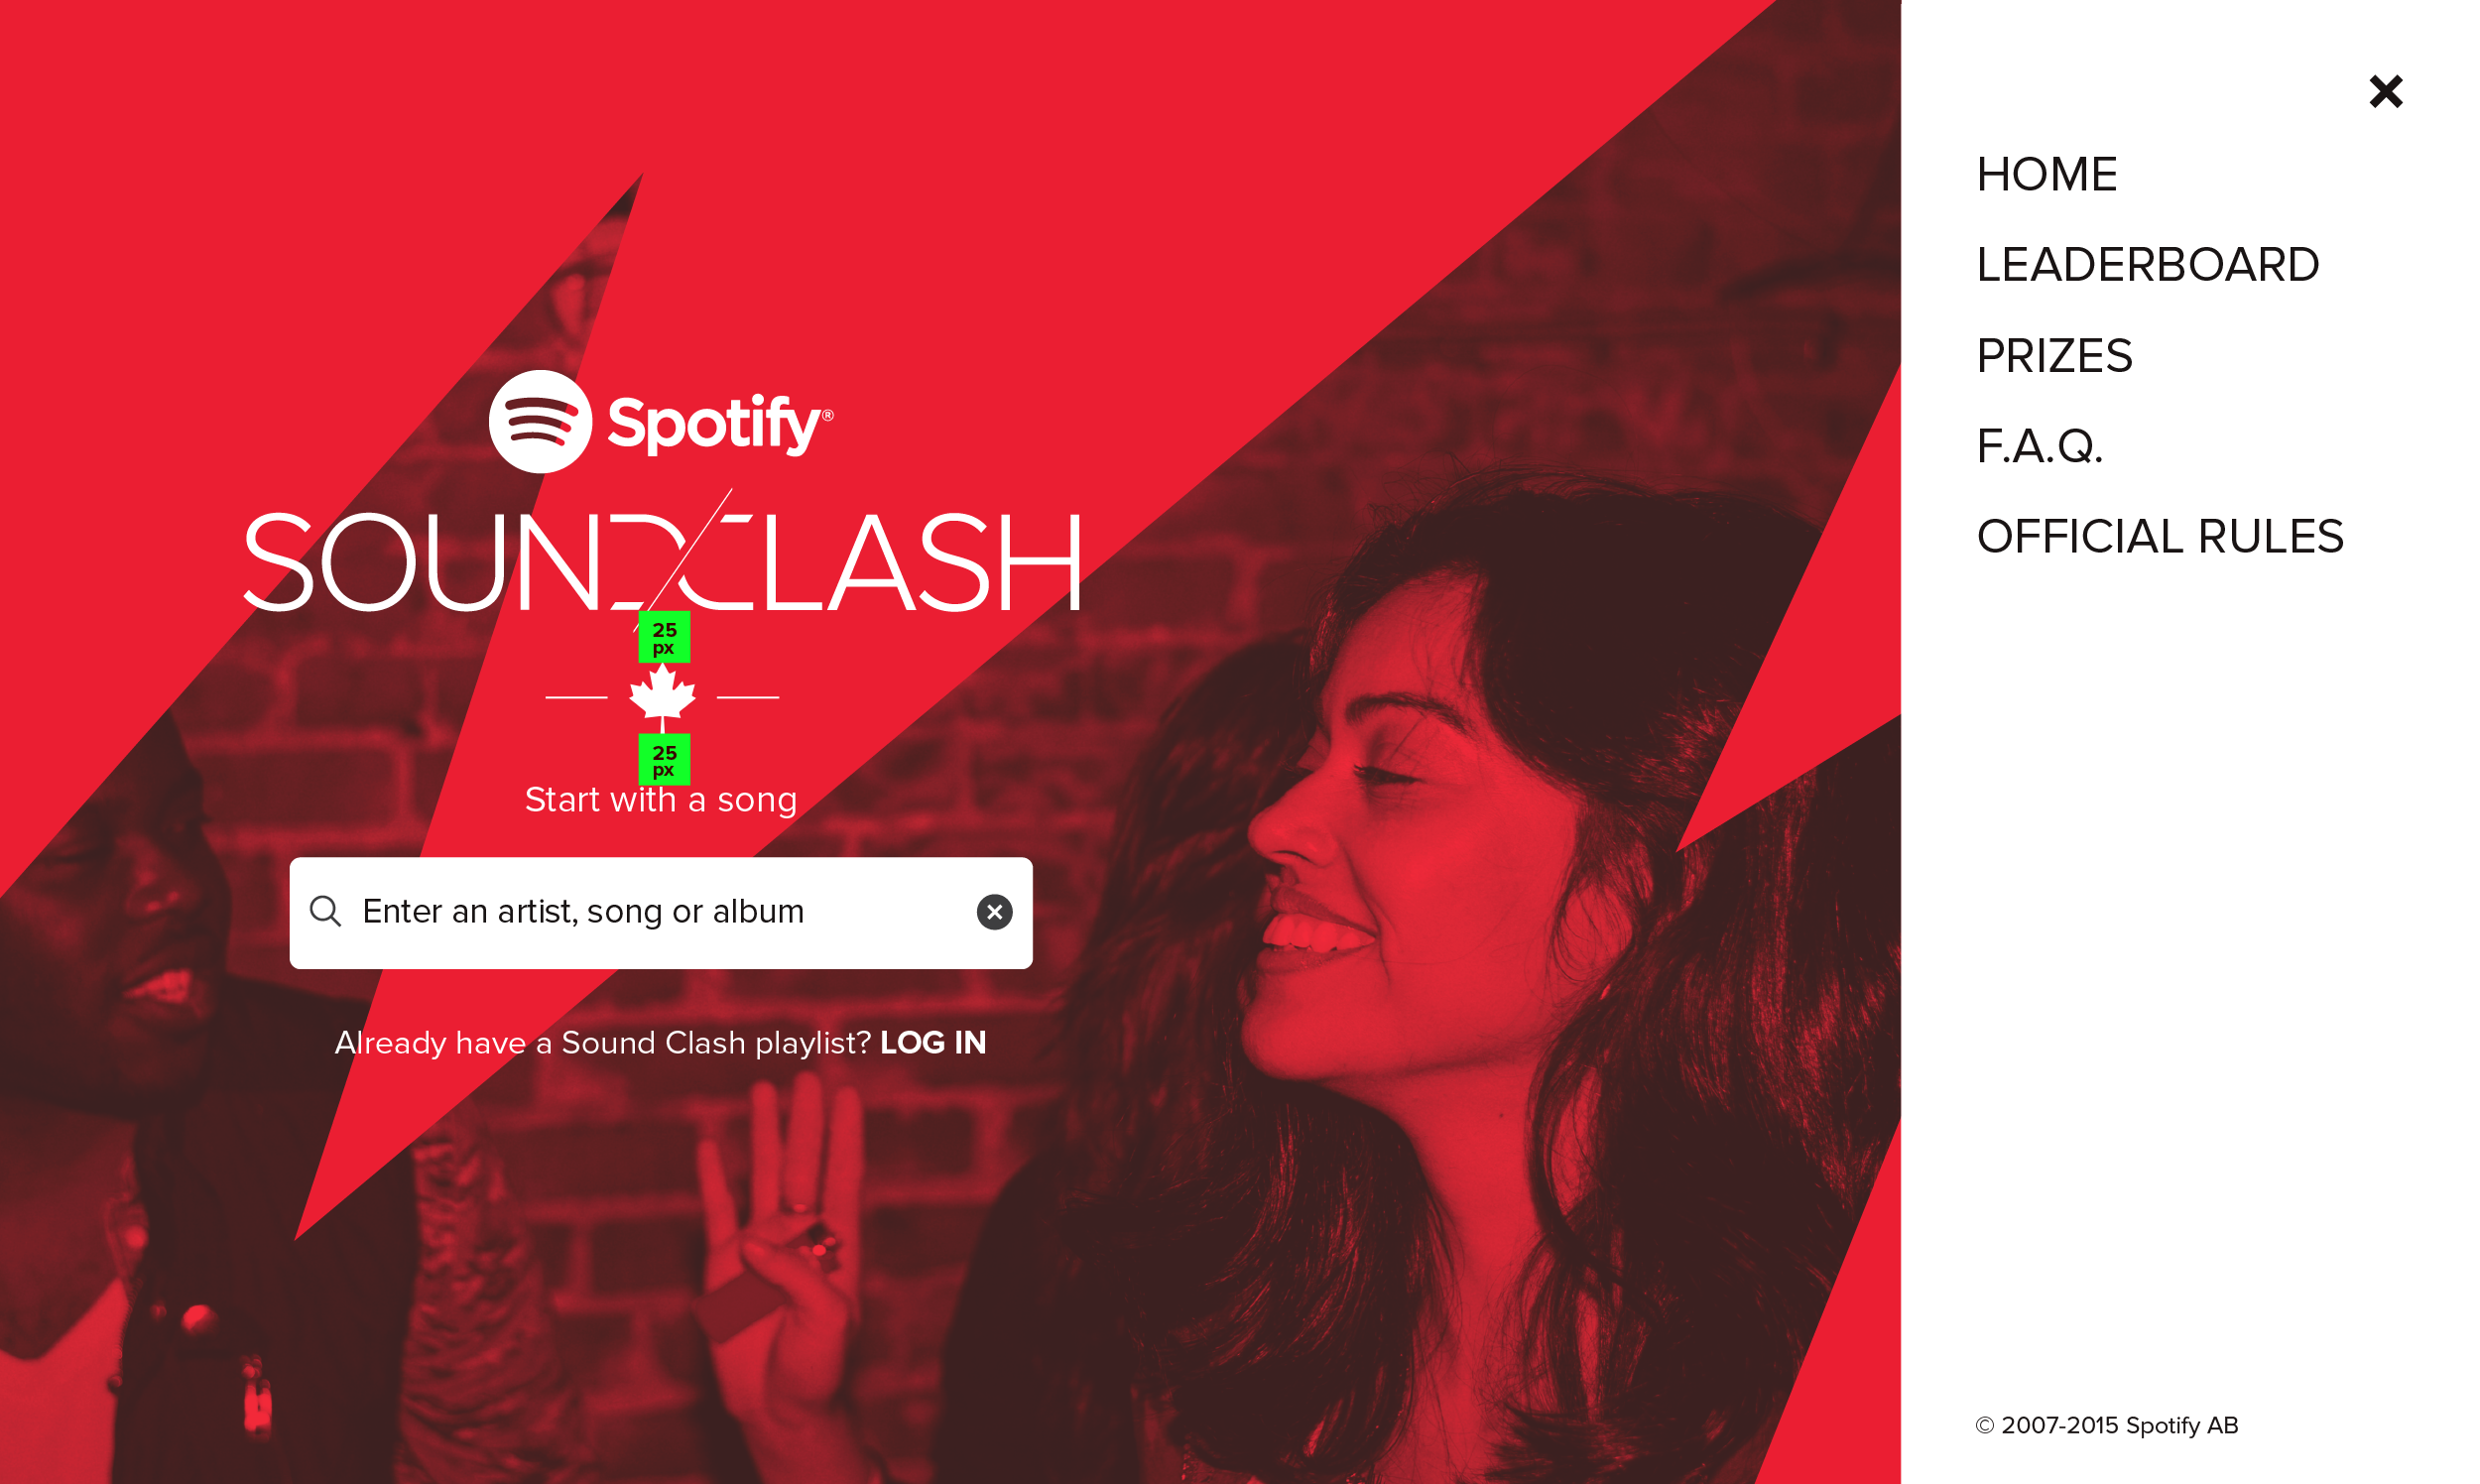 Spotify®
SOUNDCLASH
25
px
25
px
Start with a song
Enter an artist, song or album
Already have a Sound Clash playlist? LOG IN
HOME
LEADERBOARD
PRIZES
F.A.Q.
OFFICIAL RULES
© 2007-2015 Spotify AB